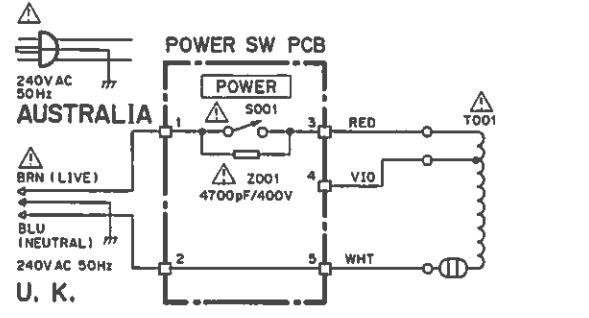 POWER SW PCB
240V AC
50Hz
AUSTRALIA
POWER
S001
1
3
RED
T001
BRN (LIVE)
Z001
4700pF/400V
4
VIO
BLU
(NEUTRAL)
240V AC 50Hz
2
5
WHT
U. K.